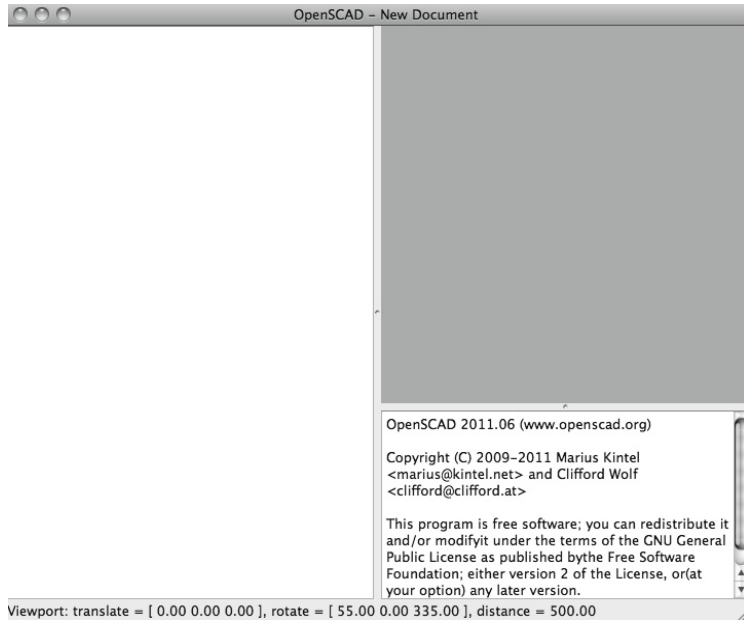 OpenSCAD – New Document
OpenSCAD 2011.06 (www.openscad.org)
Copyright (C) 2009-2011 Marius Kintel
<marius@kintel.net> and Clifford Wolf
<clifford@clifford.at>
This program is free software; you can redistribute it
and/or modifyit under the terms of the GNU General
Public License as published bythe Free Software
Foundation; either version 2 of the License, or(at
your option) any later version.
Viewport: translate = [ 0.00 0.00 0.00 ], rotate = [ 55.00 0.00 335.00 ], distance = 500.00